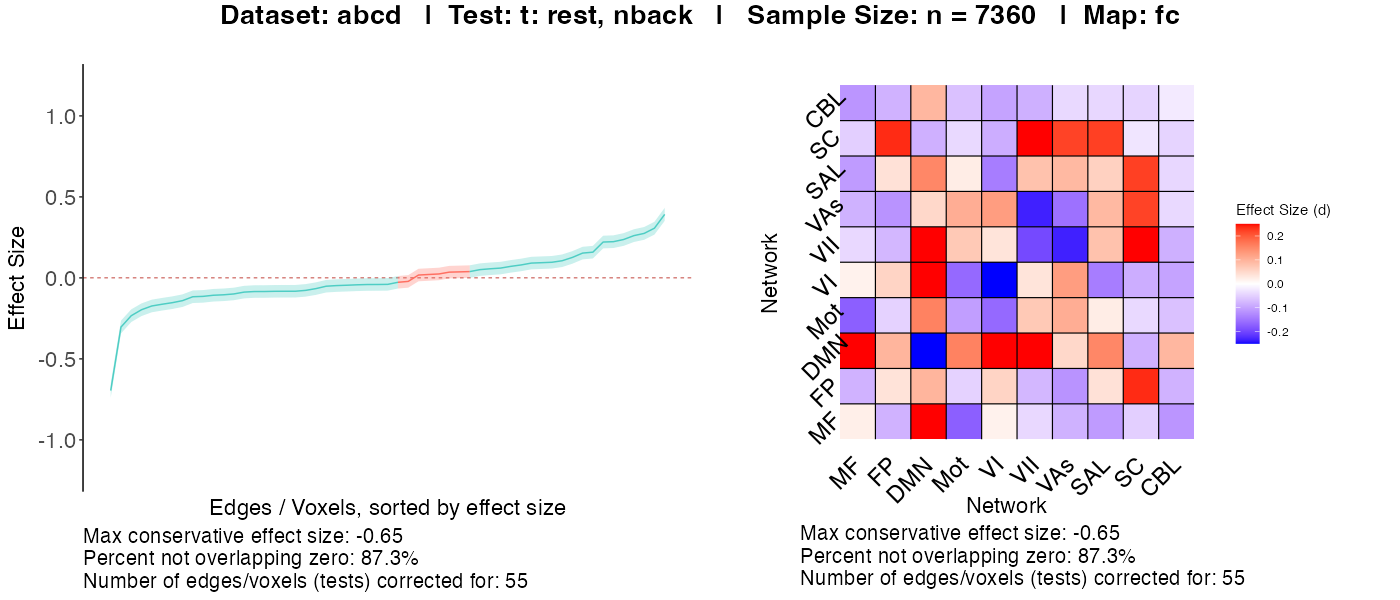 Dataset: abcd | Test: t: rest, nback | Sample Size: n = 7360 | Map: fc
Effect Size
1.0
0.5
0.0
-0.5
-1.0
Edges / Voxels, sorted by effect size
Max conservative effect size: -0.65
Percent not overlapping zero: 87.3%
Number of edges/voxels (tests) corrected for: 55
Network
CBL
SC
SAL
VAs
VII
VI
Mot
DMN
FP
MF
MF FP DMN Mot VI VII VAs SAL SC CBL
Network
Effect Size (d)
0.2
0.1
0.0
-0.1
-0.2
Max conservative effect size: -0.65
Percent not overlapping zero: 87.3%
Number of edges/voxels (tests) corrected for: 55